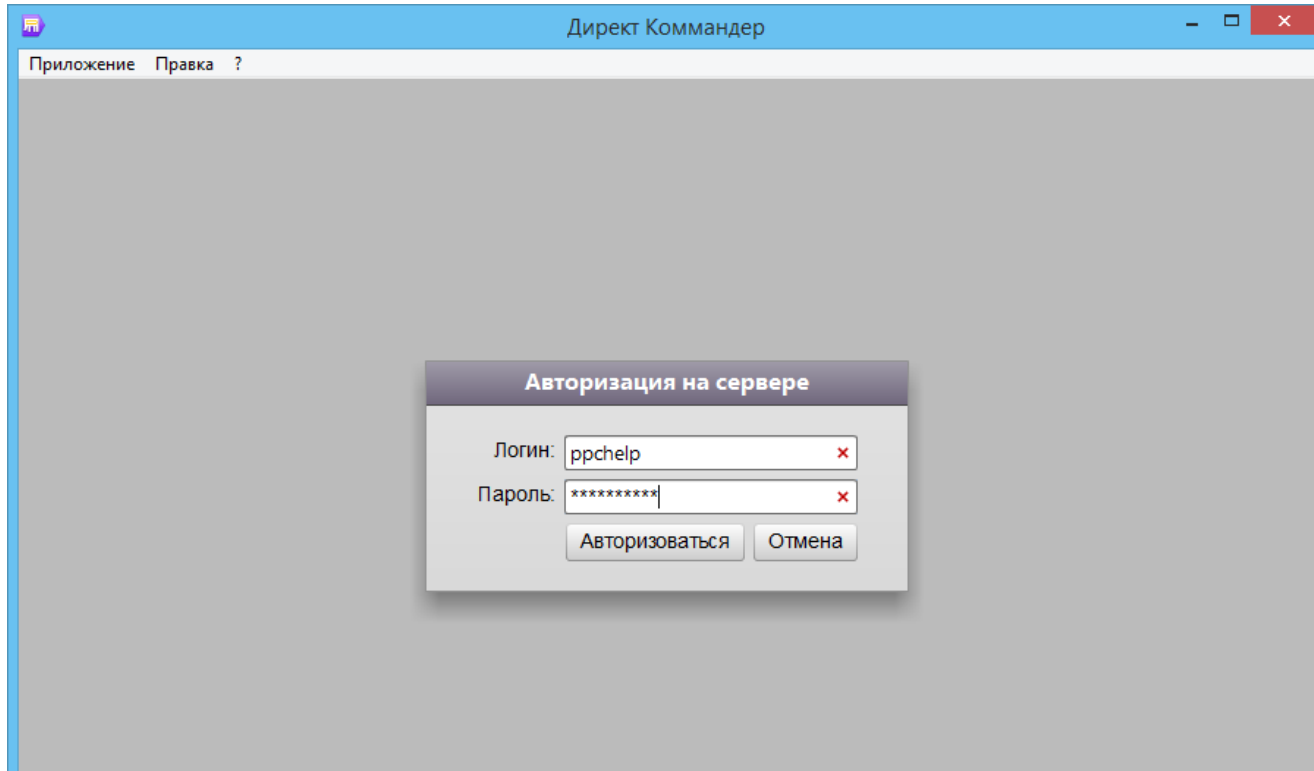 Директ Коммандер
Приложение Правка ?
Авторизация на сервере
Логин: ppchelp
Пароль: **********
Авторизоваться Отмена